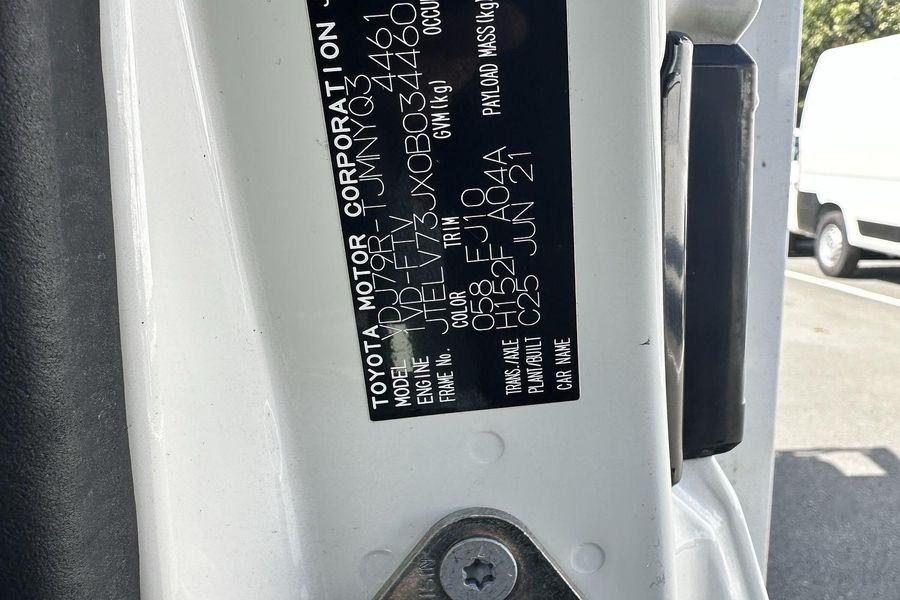 TOYOTA MOTOR CORPORATION
MODEL VDJ79R-TJMNYQ3
ENGINE 1VD-FTV 4461
FRAME No. JTELV73JX0B034460
COLOR TRIM GVM(kg) OCCU
058 FJ10 PAYLOAD MASS(kg)
TRANS./AXLE H152F A04A
PLANT/BUILT C25 JUN 21
CAR NAME